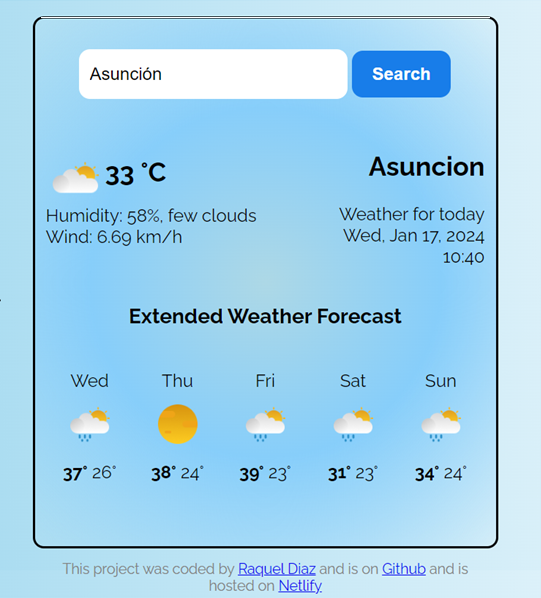 Asunción
Search
33 °C
Asuncion
Humidity: 58%, few clouds
Wind: 6.69 km/h
Weather for today
Wed, Jan 17, 2024
10:40
Extended Weather Forecast
Wed Thu Fri Sat Sun
37° 26° 38° 24° 39° 23° 31° 23° 34° 24°
This project was coded by Raquel Diaz and is on Github and is
hosted on Netlify